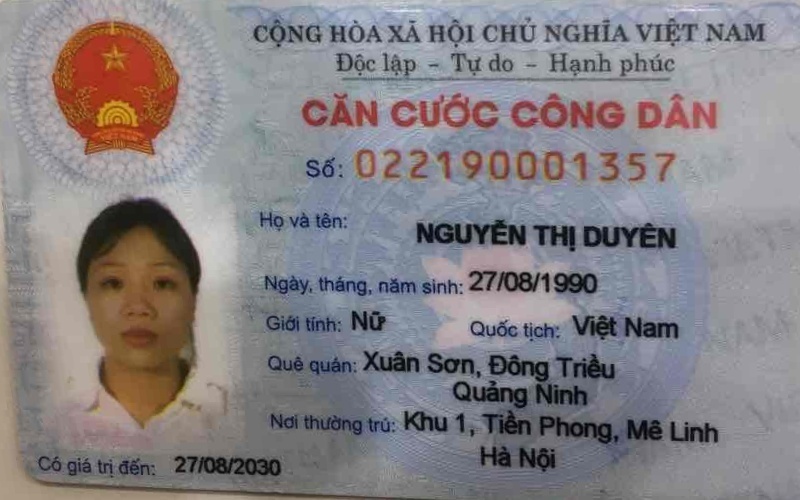 CỘNG HÒA XÃ HỘI CHỦ NGHĨA VIỆT NAM
Độc lập - Tự do - Hạnh phúc
CĂN CƯỚC CÔNG DÂN
Số: 022190001357
Họ và tên: NGUYỄN THỊ DUYÊN
Ngày, tháng, năm sinh: 27/08/1990
Giới tính: Nữ Quốc tịch: Việt Nam
Quê quán: Xuân Sơn, Đông Triều
Quảng Ninh
Nơi thường trú: Khu 1, Tiền Phong, Mê Linh
Hà Nội
Có giá trị đến: 27/08/2030